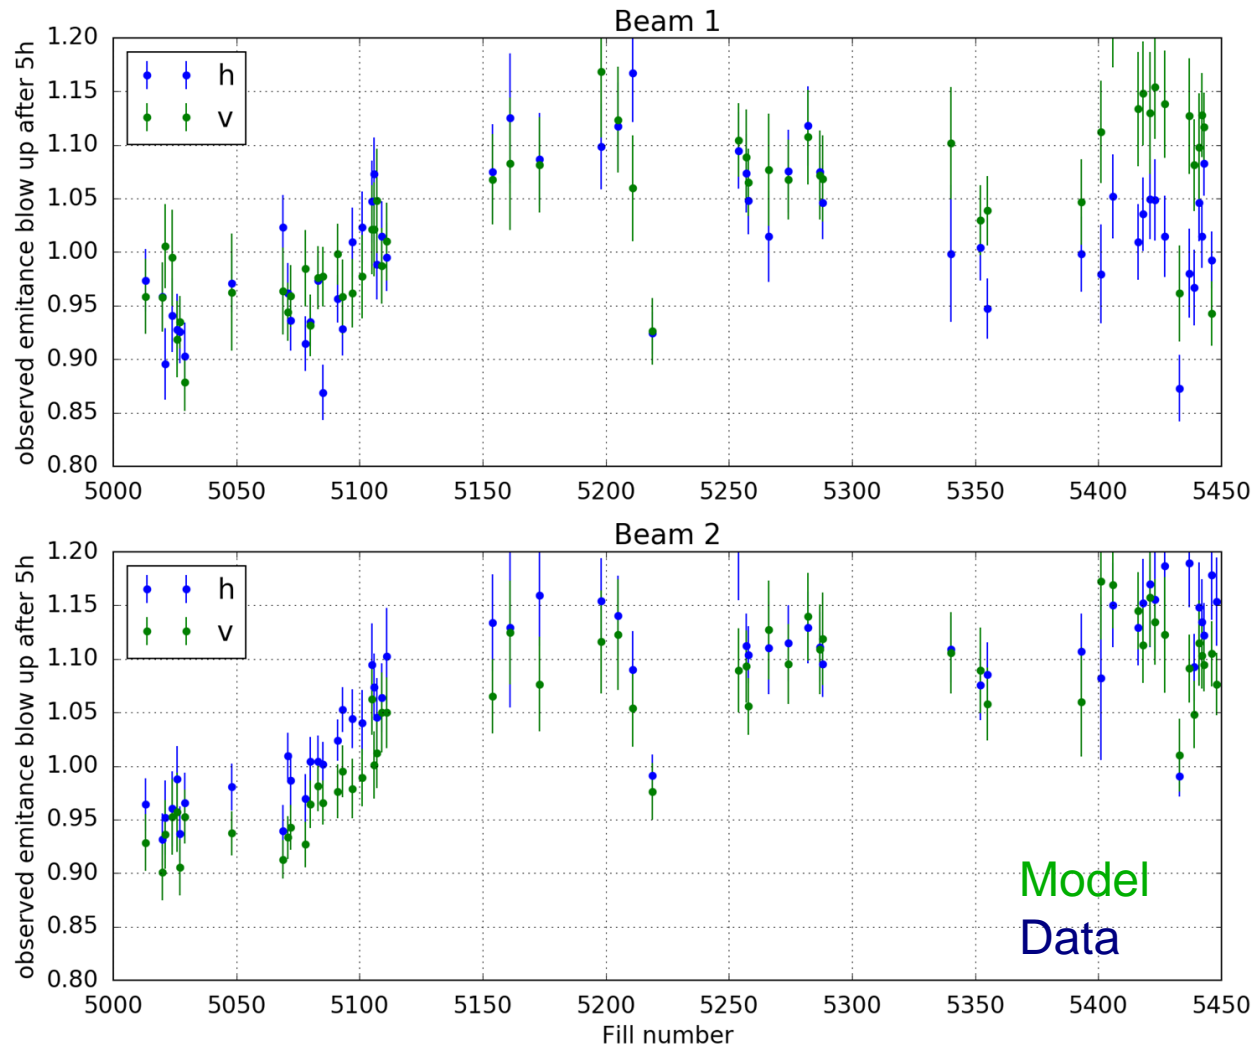 Beam 1
observed emitance blow up after 5h
1.20
1.15
1.10
1.05
1.00
0.95
0.90
0.85
0.80
h
v
5000 5050 5100 5150 5200 5250 5300 5350 5400 5450
Beam 2
observed emitance blow up after 5h
1.20
1.15
1.10
1.05
1.00
0.95
0.90
0.85
0.80
h
v
Model
Data
5000 5050 5100 5150 5200 5250 5300 5350 5400 5450
Fill number